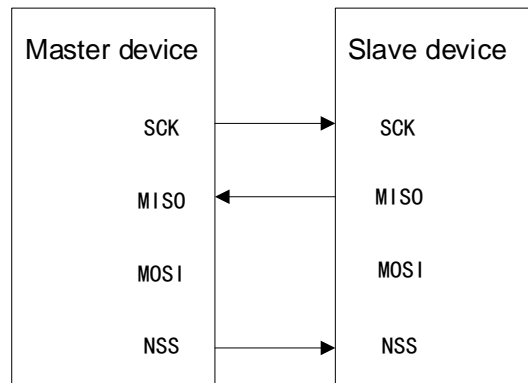 Master device
Slave device
SCK
SCK
MISO
MISO
MOSI
MOSI
NSS
NSS